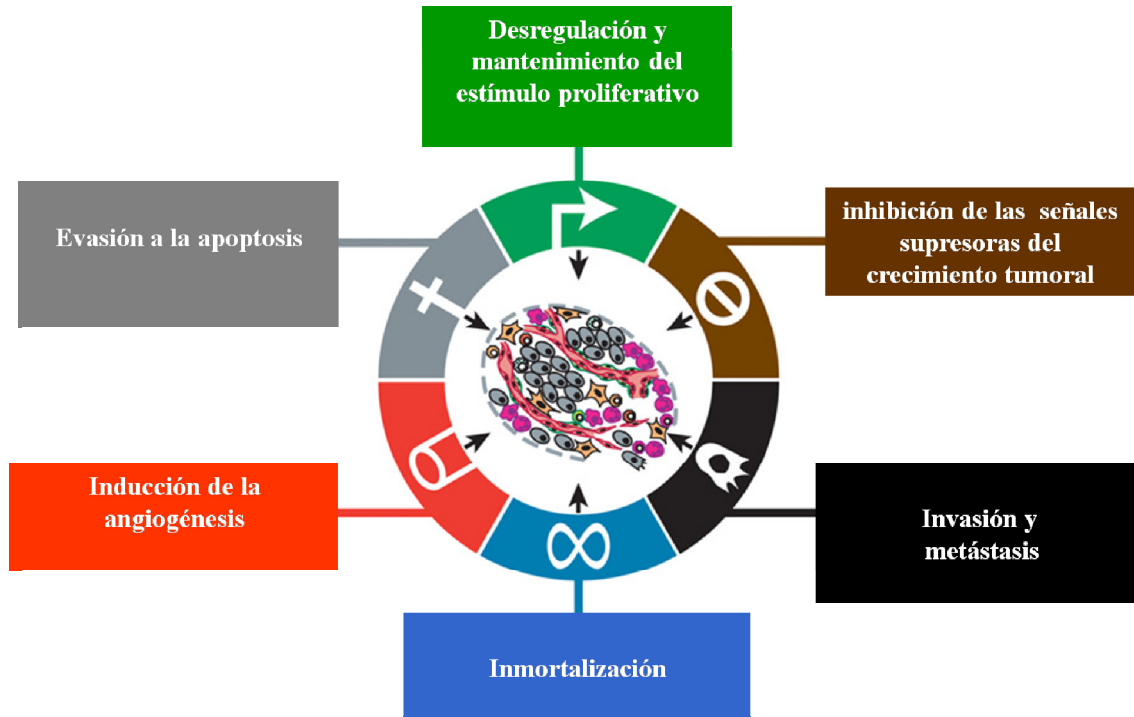 Desregulación y
mantenimiento del
estímulo proliferativo
Evasión a la apoptosis
inhibición de las señales
supresoras del
crecimiento tumoral
Inducción de la
angiogénesis
Invasión y
metástasis
Inmortalización